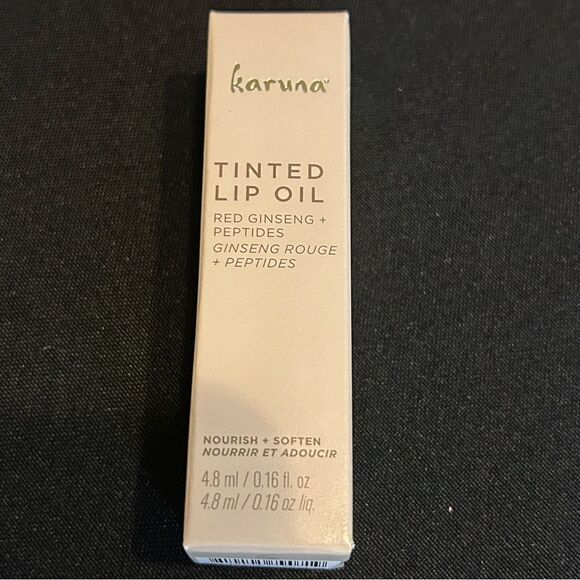 karuna
TINTED
LIP OIL
RED GINSENG +
PEPTIDES
GINSENG ROUGE
+ PEPTIDES
NOURISH + SOFTEN
NOURRIR ET ADOUCIR
4.8 ml / 0.16 fl. oz
4.8 ml / 0.16 oz liq.